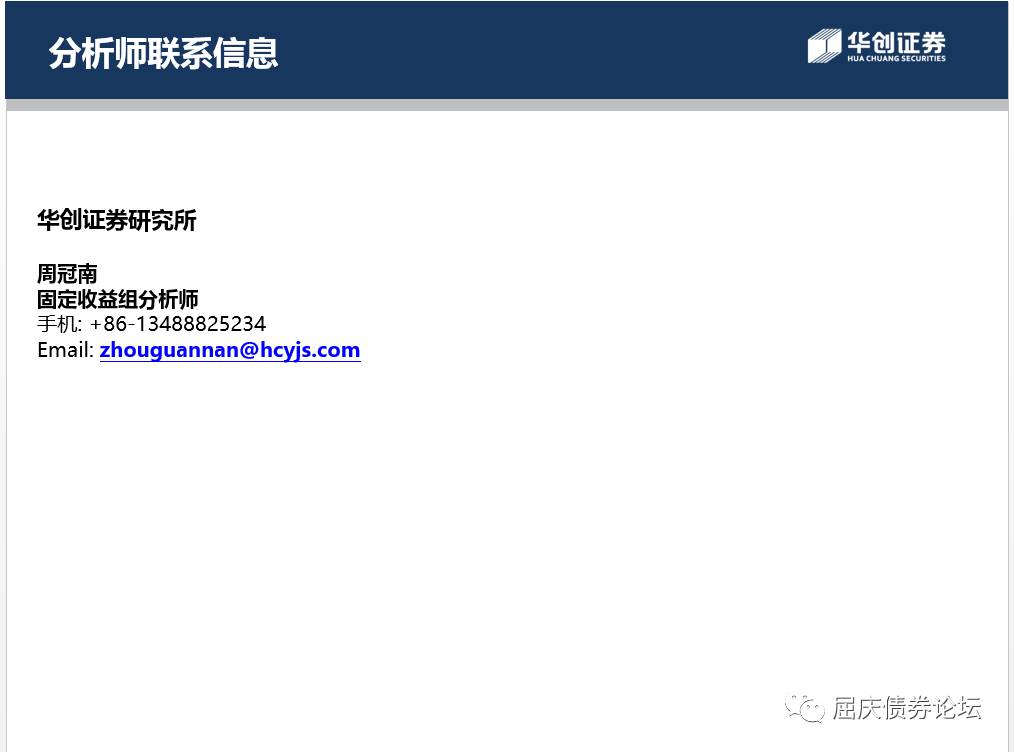 分析师联系信息
华创证券
HUA CHUANG SECURITIES
华创证券研究所
周冠南
固定收益组分析师
手机: +86-13488825234
Email: zhouguannan@hcyjs.com
屈庆债券论坛